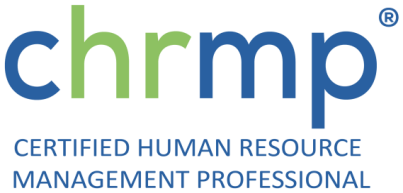 chrmp®
CERTIFIED HUMAN RESOURCE
MANAGEMENT PROFESSIONAL